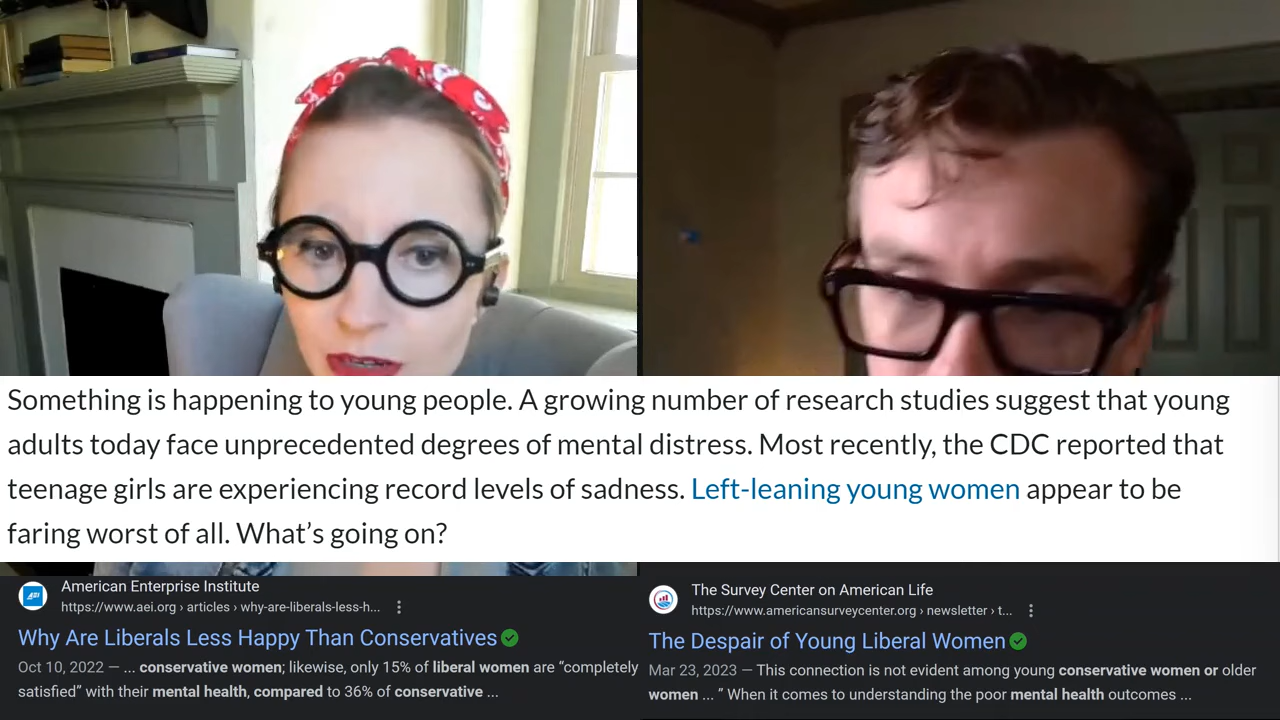 Something is happening to young people. A growing number of research studies suggest that young
adults today face unprecedented degrees of mental distress. Most recently, the CDC reported that
teenage girls are experiencing record levels of sadness. Left-leaning young women appear to be
faring worst of all. What's going on?
American Enterprise Institute
https://www.aei.org › articles › why-are-liberals-less-h...
Why Are Liberals Less Happy Than Conservatives
Oct 10, 2022 — ... conservative women; likewise, only 15% of liberal women are “completely
satisfied” with their mental health, compared to 36% of conservative ...
The Survey Center on American Life
https://www.americansurveycenter.org › newsletter › t...
The Despair of Young Liberal Women
Mar 23, 2023 — This connection is not evident among young conservative women or older
women ... ” When it comes to understanding the poor mental health outcomes ...